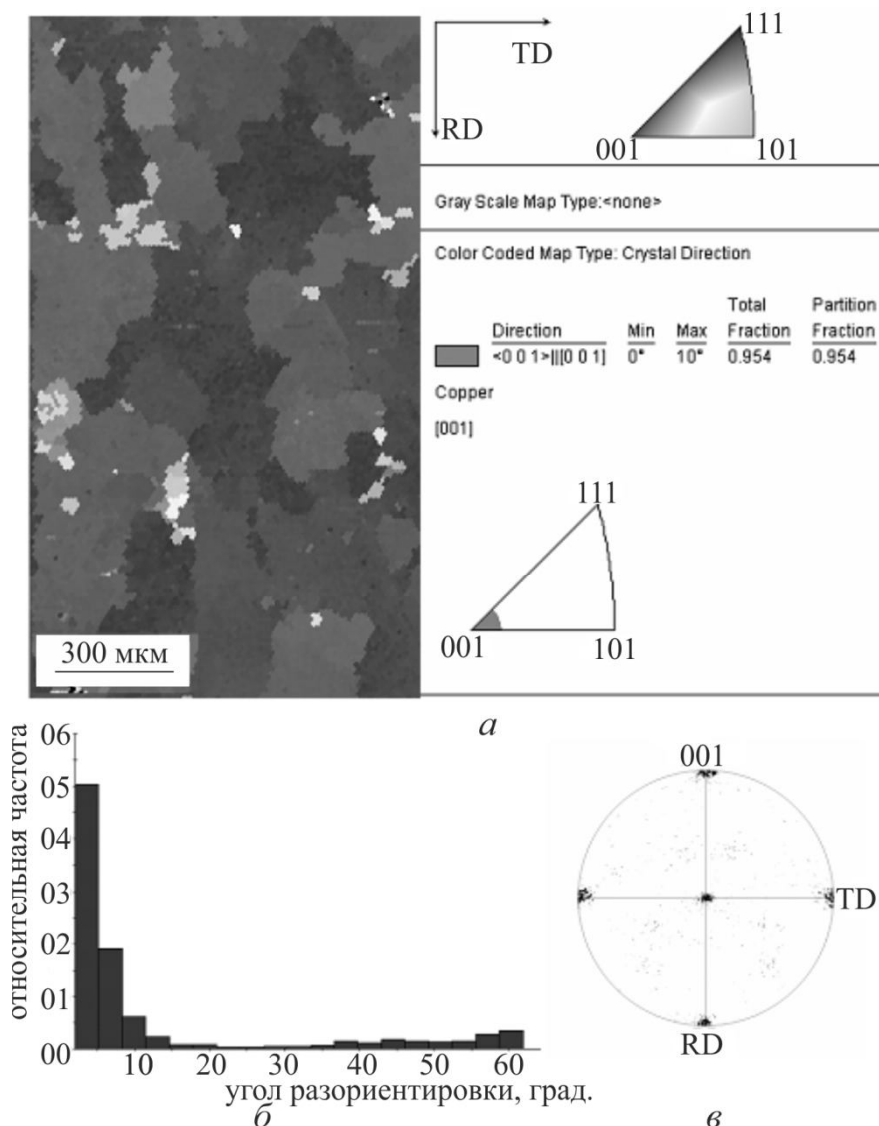 TD
RD
111
001
101
Gray Scale Map Type:<none>
Color Coded Map Type: Crystal Direction
Total Partition
Direction Min Max Fraction Fraction
<0 0 1>||[0 0 1] 0° 10° 0.954 0.954
Copper
[001]
111
001
101
300 мкм
а
относительная частота
06
05
04
03
02
01
00
10 20 30 40 50 60
угол разориентировки, град.
б
001
TD
RD
в